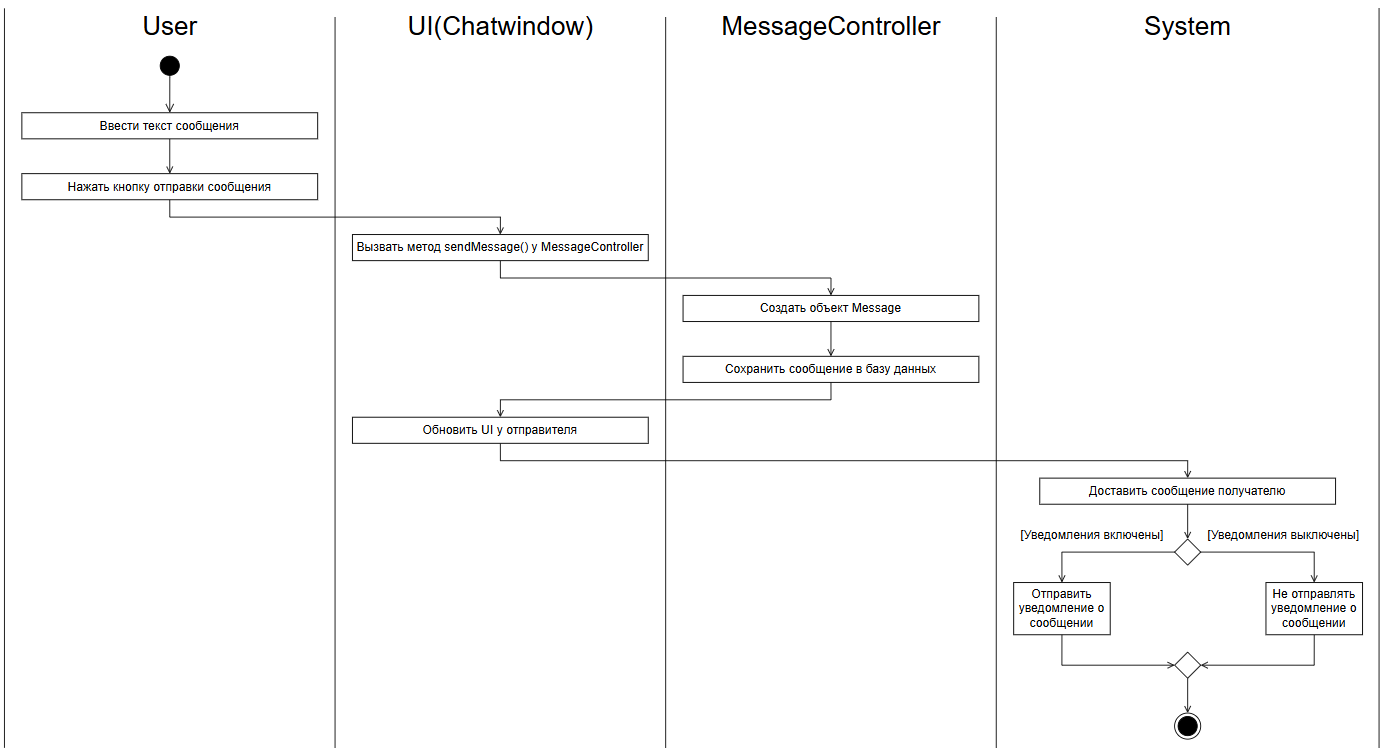 User
UI(Chatwindow)
MessageController
System
Ввести текст сообщения
Нажать кнопку отправки сообщения
Вызвать метод sendMessage() у MessageController
Создать объект Message
Сохранить сообщение в базу данных
Обновить UI у отправителя
Доставить сообщение получателю
[Уведомления включены]
[Уведомления выключены]
Отправить
уведомление о
сообщении
Не отправлять
уведомление о
сообщении